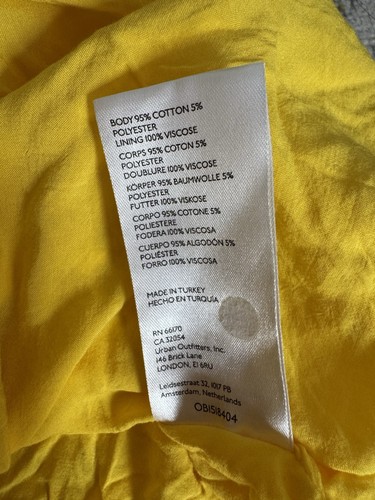 BODY 95% COTTON 5%
POLYESTER
LINING 100% VISCOSE
CORPS 95% COTON 5%
POLYESTER
DOUBLURE 100% VISCOSE
KÖRPER 95% BAUMWOLLE 5%
POLYESTER
FUTTER 100% VISKOSE
CORPO 95% COTONE 5%
POLIESTERE
FODERA 100% VISCOSA
CUERPO 95% ALGODÓN 5%
POLIÉSTER
FORRO 100% VISCOSA
MADE IN TURKEY
HECHO EN TURQUÍA
RN 66170
CA 32054
Urban Outfitters, Inc.
146 Brick Lane
LONDON, E1 6RU
Leidsestraat 32, 1017 PB
Amsterdam, Netherlands
OB1518404